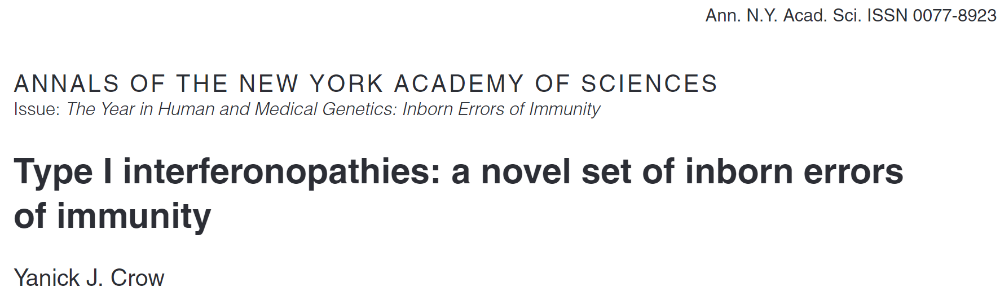 Ann. N.Y. Acad. Sci. ISSN 0077-8923
ANNALS OF THE NEW YORK ACADEMY OF SCIENCES
Issue: The Year in Human and Medical Genetics: Inborn Errors of Immunity
Type I interferonopathies: a novel set of inborn errors
of immunity
Yanick J. Crow